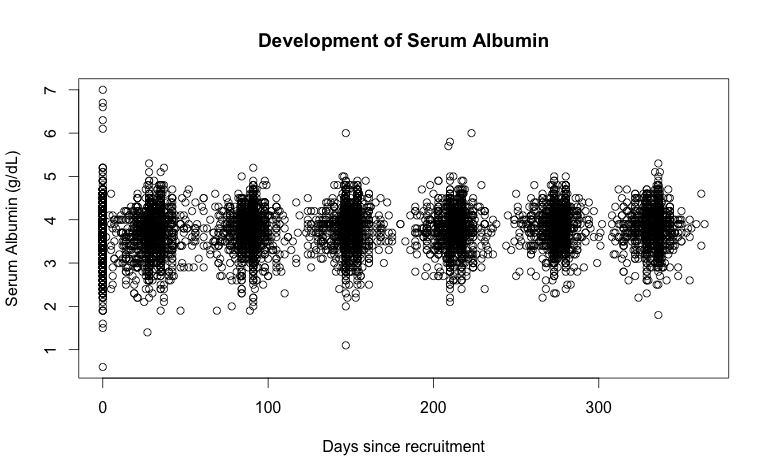 Development of Serum Albumin
Serum Albumin (g/dL)
7
6
5
4
3
2
1
0 100 200 300
Days since recruitment